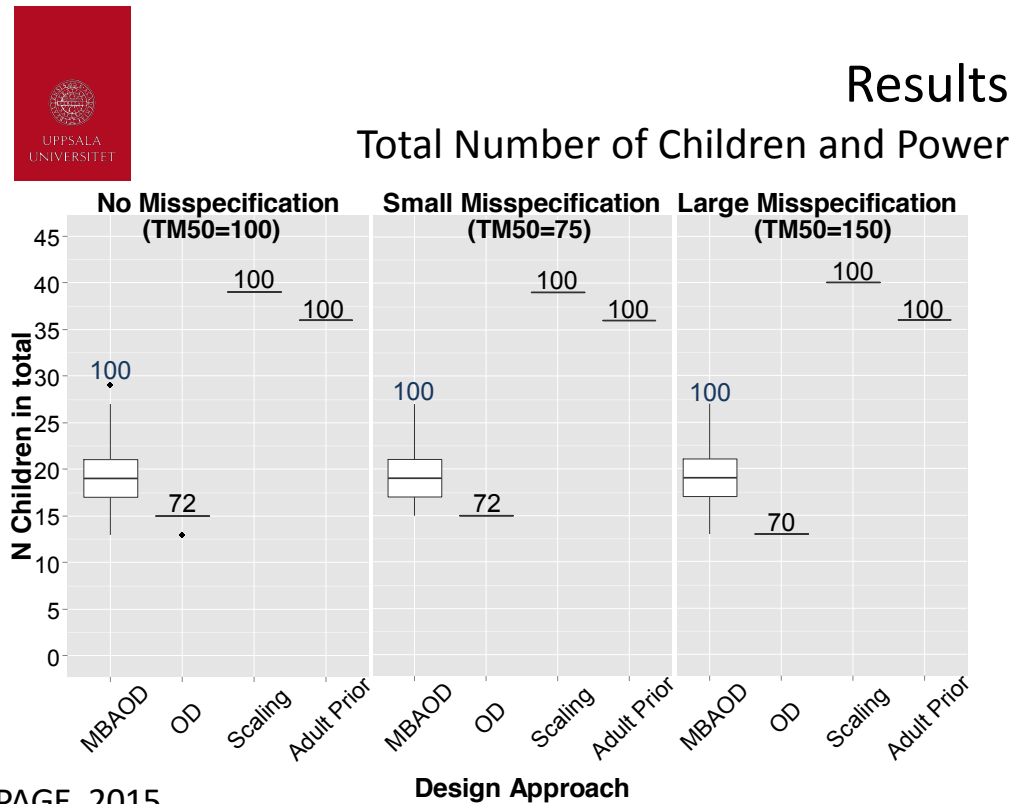 UPPSALA
UNIVERSITET
Results
Total Number of Children and Power
No Misspecification
(TM50=100)
Small Misspecification
(TM50=75)
Large Misspecification
(TM50=150)
N Children in total
45
40
35
30
25
20
15
10
5
0
100
72
100
100
100
72
100
100
100
70
100
100
MBAOD
OD
Scaling
Adult Prior
MBAOD
OD
Scaling
Adult Prior
MBAOD
OD
Scaling
Adult Prior
Design Approach
PAGE, 2015